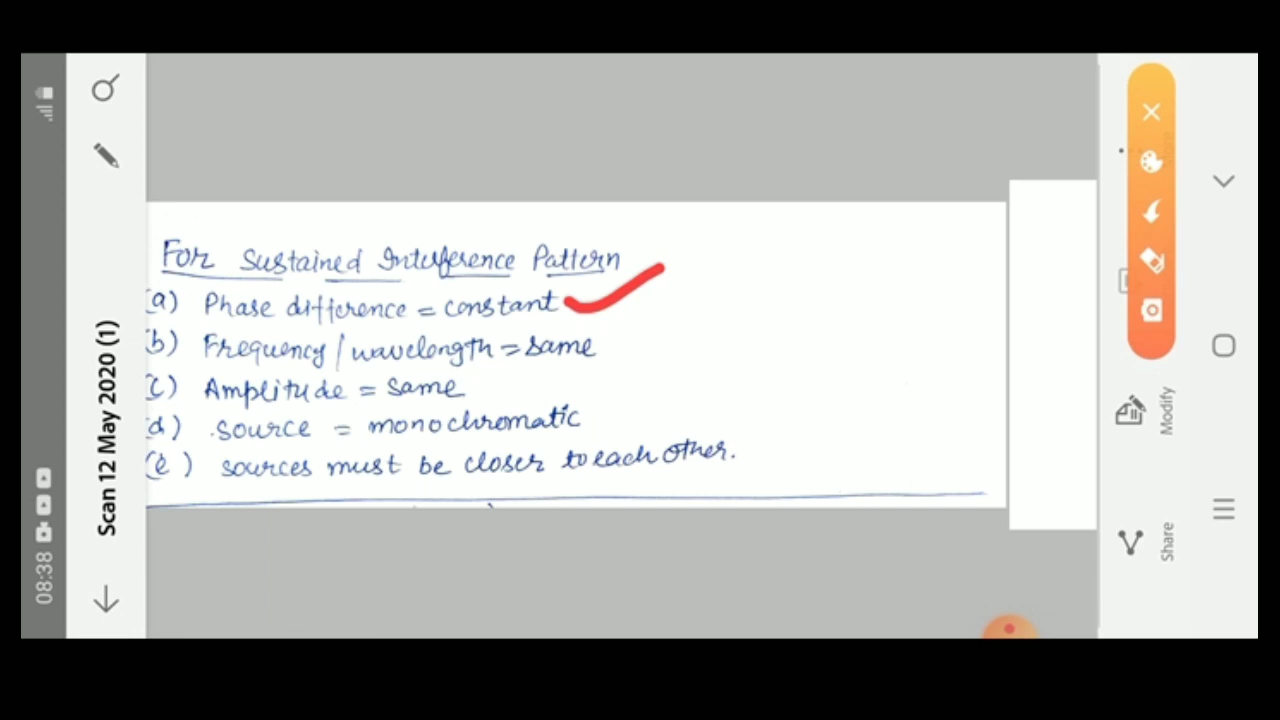 For Sustained Interference Pattern
(a) Phase difference = constant
(b) Frequency / wavelength = same
(c) Amplitude = same
(d) source = monochromatic
(e) sources must be closer to each other.
Scan 12 May 2020 (1)
08:38
Modify
Share